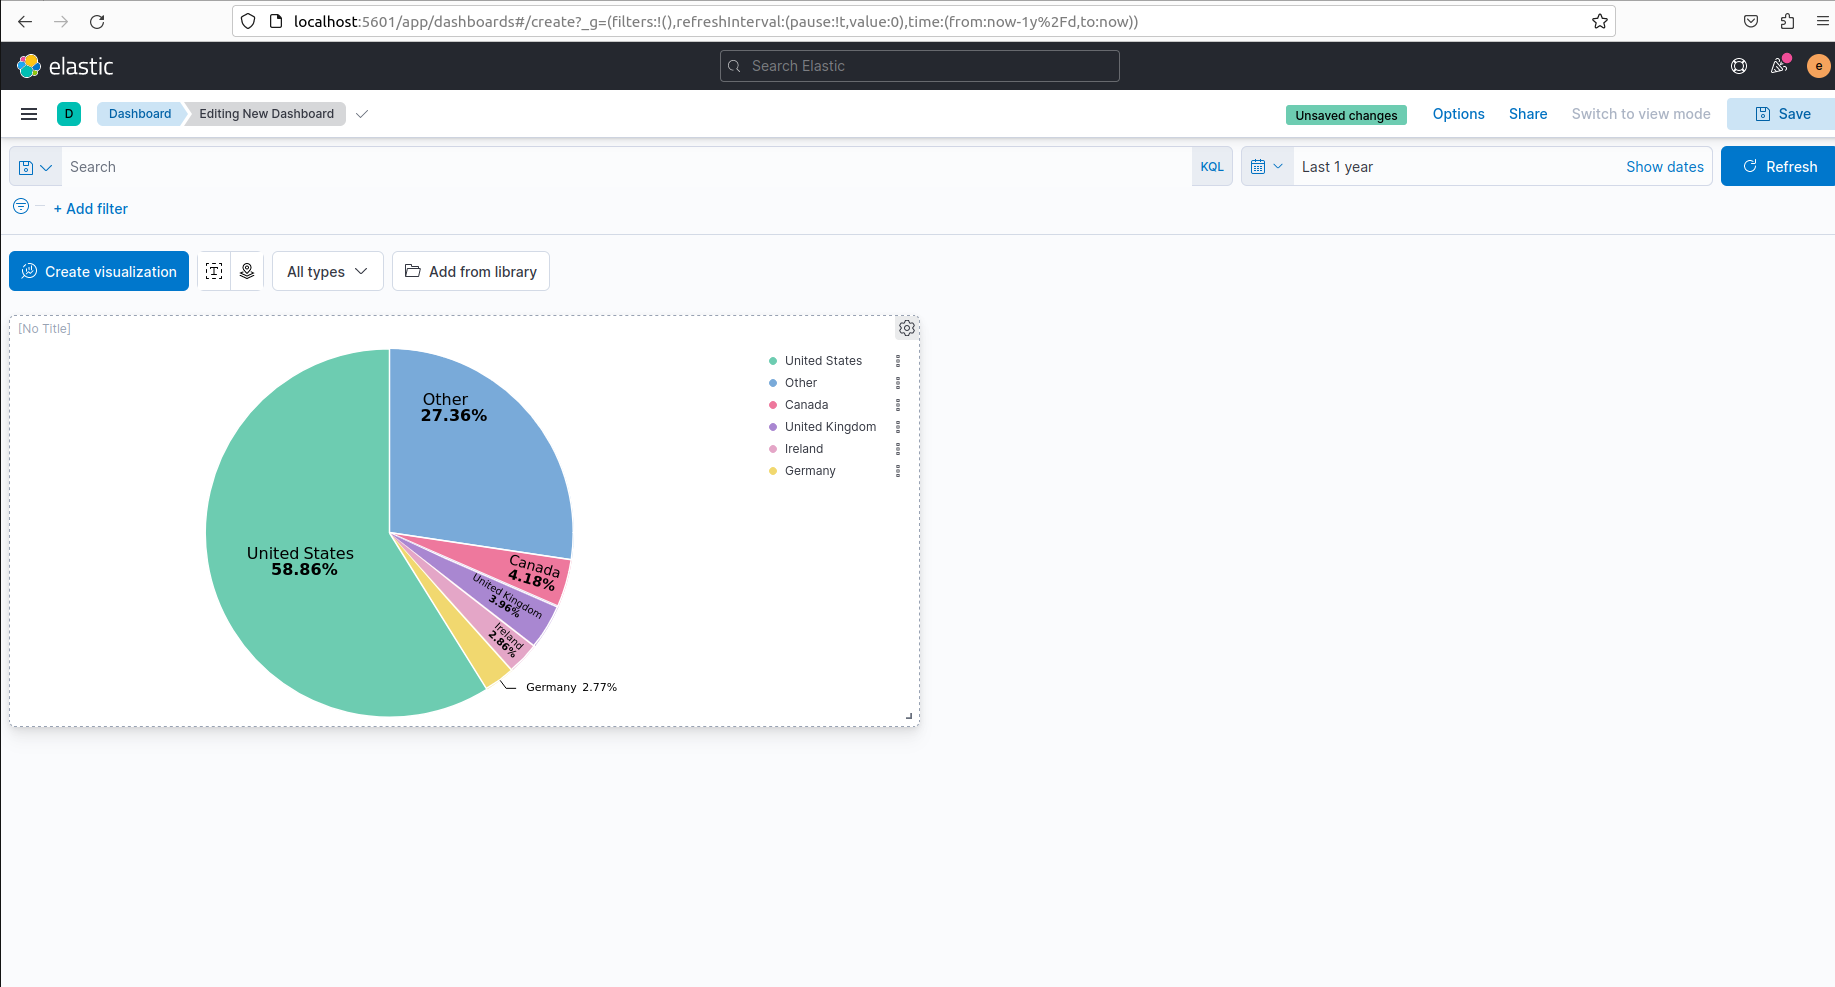 localhost:5601/app/dashboards#/create?_g=(filters:!(),refreshInterval:(pause:!t,value:0),time:(from:now-1y%2Fd,to:now))
elastic
Search Elastic
e
D
Dashboard
Editing New Dashboard
Unsaved changes
Options
Share
Switch to view mode
Save
Search
KQL
Last 1 year
Show dates
Refresh
+ Add filter
Create visualization
All types
Add from library
[No Title]
United States
Other
Canada
United Kingdom
Ireland
Germany
Other
27.36%
United States
58.86%
Canada
4.18%
United Kingdom
3.96%
Ireland
2.86%
Germany 2.77%